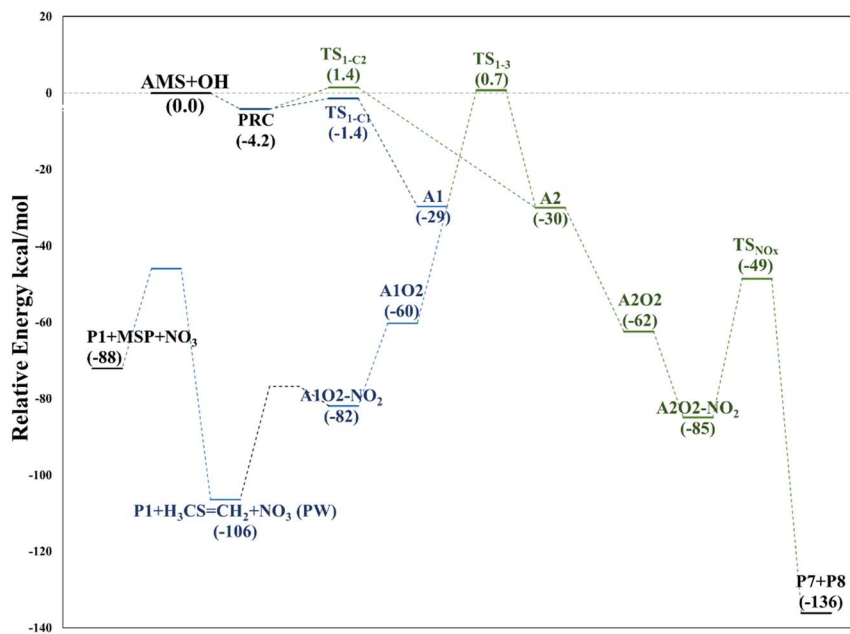 20
TS1-C2
(1.4)
TS1-3
(0.7)
AMS+OH
(0.0)
0
PRC
(-4.2)
TS1-C1
(-1.4)
-20
A1
(-29)
A2
(-30)
-40
TSNOx
(-49)
A1O2
(-60)
A2O2
(-62)
-60
P1+MSP+NO3
(-88)
-80
A1O2-NO2
(-82)
A2O2-NO2
(-85)
-100
P1+H3CS=CH2+NO3 (PW)
(-106)
-120
P7+P8
(-136)
-140
Relative Energy kcal/mol